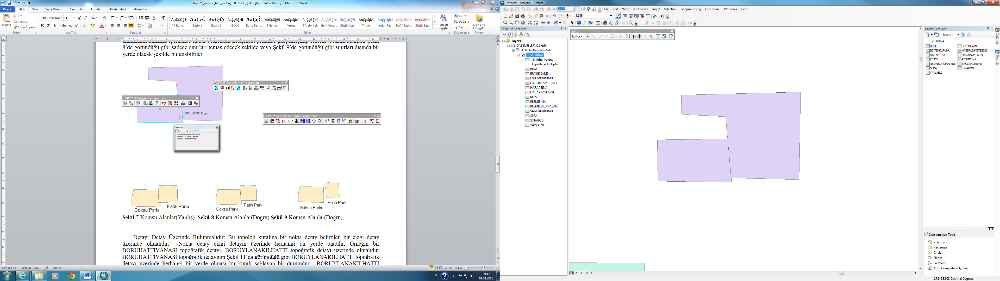 topo25_makale_tam_metin_13032013 (1).doc [Uyumluluk Modu] - Microsoft Word
Dosya Giriş Ekle Sayfa Düzeni Başvurular Postalar Gözden Geçir Görünüm
Yapıştır
Kes
Kopyala
Biçim Boyacısı
Pano
Times New Ror 11
Yazı Tipi
Paragraf
AaÇçĞğH AaÇçĞ AaÇçĞg AaÇçĞğHl AaÇçĞ AaÇçĞğHl AaÇçĞğH AaÇçĞğHl AaÇçĞğH AaÇçĞğH AaÇçĞğH AaÇçĞğH AAÇÇĞĞHI AAÇÇĞĞHI
Alt Konu ... Başlık 1 Başlık 2 Güçlü Konu Başl... ¶ Normal Vurgu ¶ Aralık Yok Hafif Vurg... Güçlü Vur... Tırnak Keskin Tır... Hafif Başv... Güçlü Baş...
Stiller
Stilleri Değiştir
Bul
Değiştir
Seç
Düzenleme
Sign and Encrypt
Privacy
8’de göründüğü gibi sadece sınırları temas edecek şekilde veya Şekil 9’de göründüğü gibi sınırları dışında bir
yerde olacak şekilde bulunabilirler.
TOPO25 Tanımlama Programları
TOPO25 Dönüşüm Programları
BUYUKBINA: Edge
TOPO25 Veri Yapılandırma Programları
Measure
Line measurement (Geodesic)
Segment: 1.398867 Meters
Length: 1.398867 Meters
Göksu Parkı Fatih Parkı
Göksu Parkı Fatih Parkı
Göksu Parkı Fatih Park
Şekil 7 Komşu Alanlar(Yanlış) Şekil 8 Komşu Alanlar(Doğru) Şekil 9 Komşu Alanlar(Doğru)
Detayı Detay Üzerinde Bulunmalıdır: Bu topoloji kuralına bir nokta detay belirtilen bir çizgi detay
üzerinde olmalıdır. Nokta detay çizgi detayın üzerinde herhangi bir yerde olabilir. Örneğin bir
BORUHATTIVANASI topoğrafik detayı, BORUYLANAKILHATTI topoğrafik detayı üzerinde olmalıdır.
BORUHATTIVANASI topoğrafik detayının Şekil 11’da göründüğü gibi BORUYLANAKILHATTI topoğrafik
detayı üzerinde herhangi bir yerde olması bu kuralı sağlayan bir durumdur. BORUYLANAKILHATTI
Sayfa: 4 / 6 Sözcük: 1,622 Türkçe %150
TR 09:47
01.04.2013
Untitled - ArcMap - ArcInfo
File Edit View Bookmarks Insert Selection Geoprocessing Customize Windows Help
1:359
Table Of Contents
Layers
D:\BELGELER\k19.gdb
TOPO25DetayVeriSeti
BUYUKBINA
<all other values>
TopoDetayAltTipNo
BINA
BUYUKCAMI
EGITIMKURUMU
HABERLESMETESISI
HARAPBINA
HARAPYAYLAEVI
KILISE
RESMIBINA
RESMIKURUMALANI
SAGLIKKURUMU
SERA
SINAGOG
YAYLAEVI
Editor
Editor
Create Features
<Search>
BUYUKBINA
BINA BUYUKCAMI
EGITIMKURUMU HABERLESMETESISI
HARAPBINA HARAPYAYLAEVI
KILISE RESMIBINA
RESMIKURUMALANI SAGLIKKURUMU
SERA SINAGOG
YAYLAEVI
Catalog
Search
Construction Tools
Polygon
Rectangle
Circle
Ellipse
Freehand
Auto Complete Polygon
27.9 38.963 Decimal Degrees